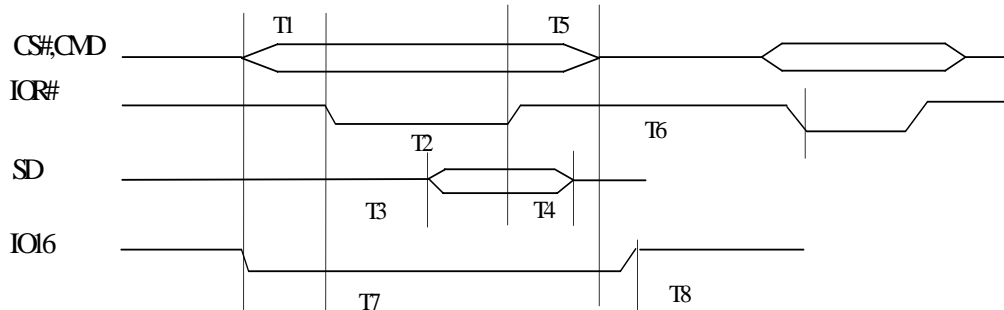 T1 T5
CS#,CMD
IOR#
T2 T6
SD
T3 T4
IO16
T7 T8